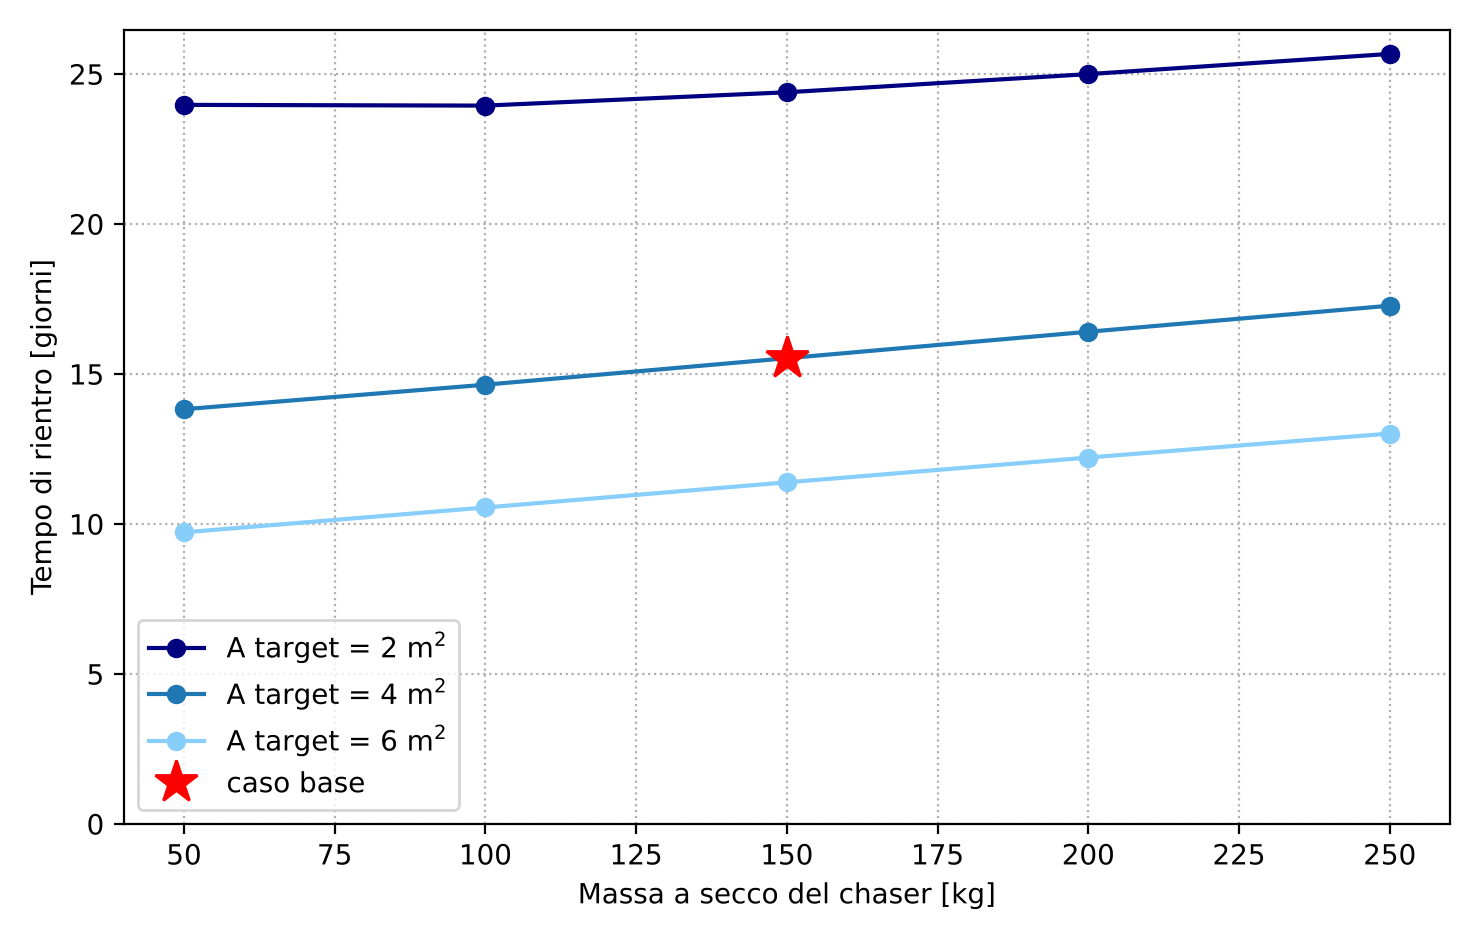 25
20
15
10
5
0
Tempo di rientro [giorni]
A target = 2 m²
A target = 4 m²
A target = 6 m²
caso base
50 75 100 125 150 175 200 225 250
Massa a secco del chaser [kg]